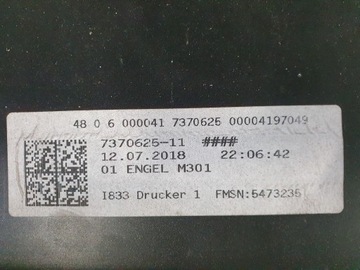 48 0 6 000041 7370625 00004197049
7370625-11 ####
12.07.2018 22:06:42
01 ENGEL M301
I833 Drucker 1 FMSN:5473235